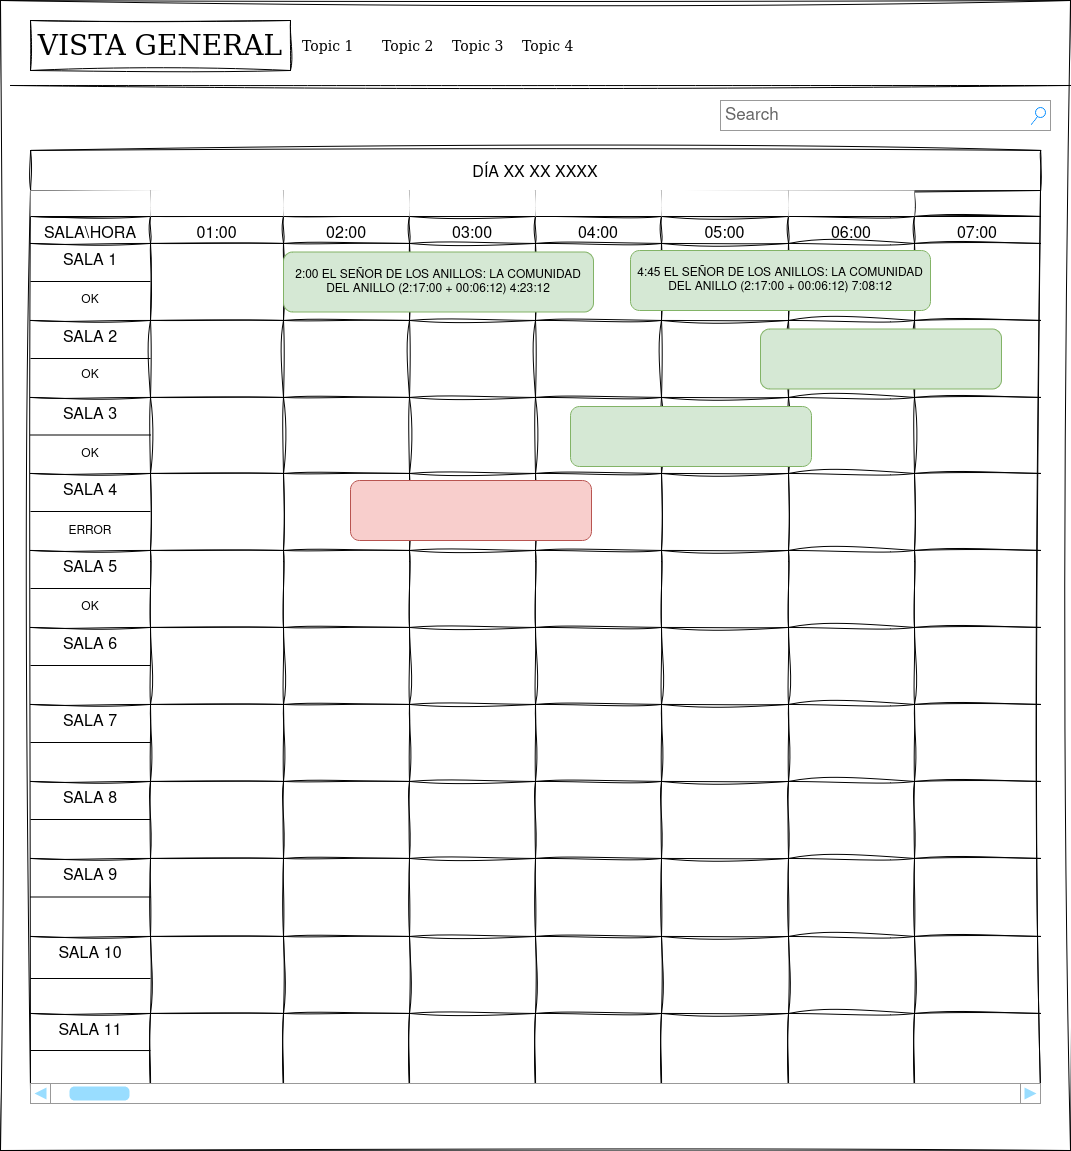 VISTA GENERAL Topic 1 Topic 2 Topic 3 Topic 4
Search
DÍA XX XX XXXX
SALA\HORA 01:00 02:00 03:00 04:00 05:00 06:00 07:00
SALA 1
2:00 EL SEÑOR DE LOS ANILLOS: LA COMUNIDAD
DEL ANILLO (2:17:00 + 00:06:12) 4:23:12
4:45 EL SEÑOR DE LOS ANILLOS: LA COMUNIDAD
DEL ANILLO (2:17:00 + 00:06:12) 7:08:12
OK
SALA 2
OK
SALA 3
OK
SALA 4
ERROR
SALA 5
OK
SALA 6
SALA 7
SALA 8
SALA 9
SALA 10
SALA 11